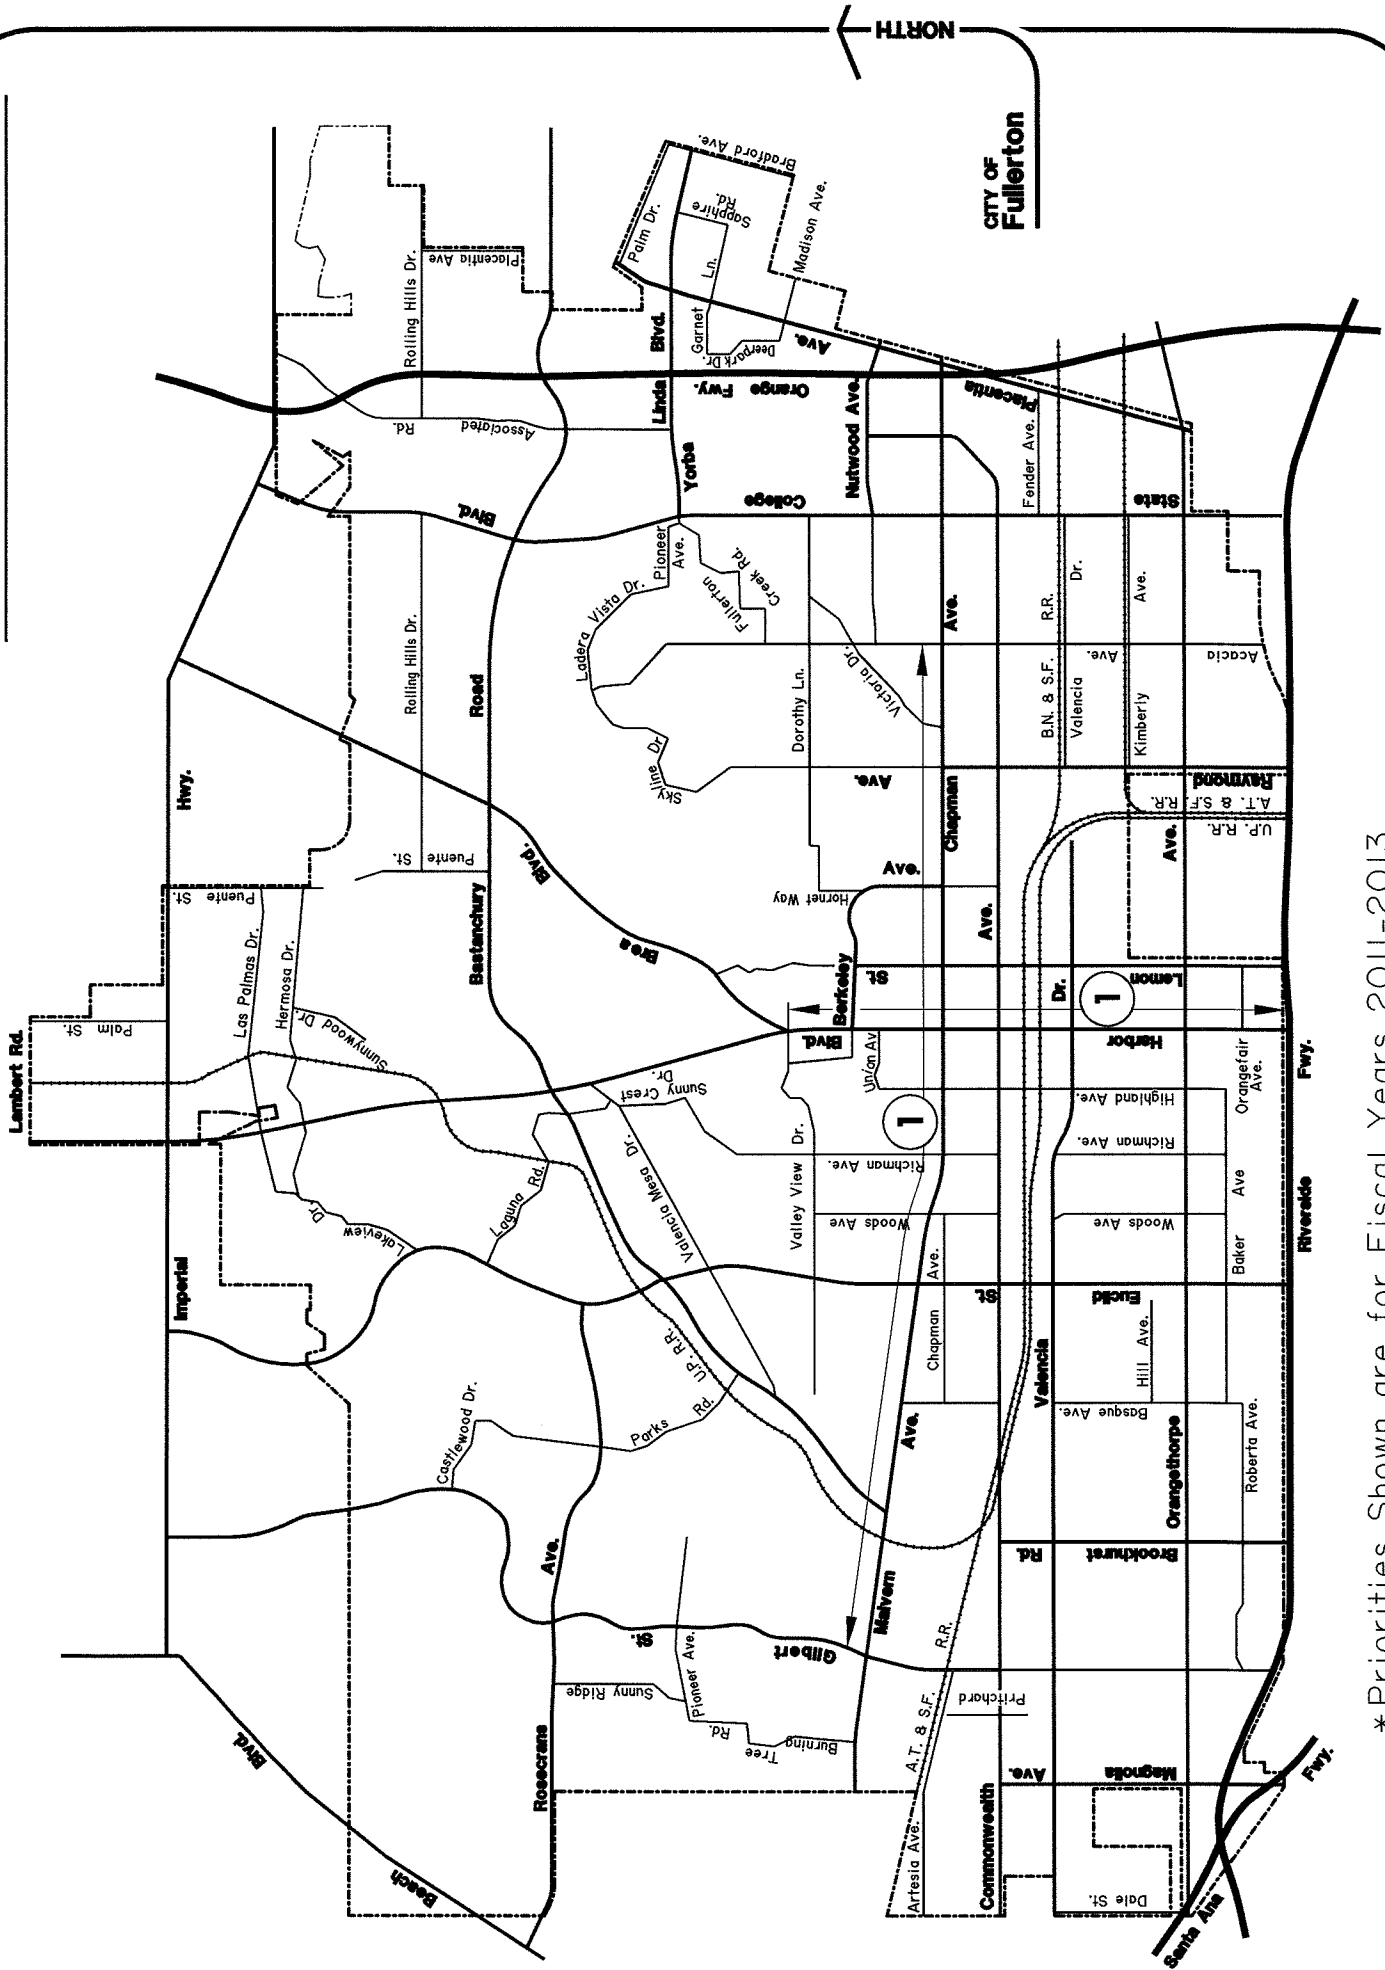 NORTH
CITY OF
Fullerton
Lambert Rd.
Palm St.
Imperial
Hwy.
Puente St.
Las Palmas Dr.
Hermosa Dr.
Sunnywood Dr.
Lakeview
Dr.
Rolling Hills Dr.
Rolling Hills Dr.
Placentia Ave
Associated
Rd.
Puente St.
Bastanchury
Road
Blvd.
Brea
Blvd.
Beach
Blvd.
Rosecrans
Ave.
Castlewood Dr.
Parks
Rd.
Laguna Rd.
Valencia Mesa Dr.
Sunny Crest
Dr.
U.P. R.R.
Skyline Dr
Ladera Vista Dr.
Pioneer
Ave.
Fullerton
Creek Rd.
Yorba
Linda
Blvd.
Palm Dr.
Bradford Ave.
Sapphire
Rd.
Garnet
Ln.
Deerpark Dr.
Madison Ave.
Orange Fwy.
Placentia
Ave.
College
State
Nutwood Ave.
Dorothy Ln.
Victoria Dr.
Hornet Way
Berkeley
Ave.
Valley View Dr.
Union Av
Sunny Ridge
Pioneer Ave.
Burning
Tree
Rd.
Gilbert
St.
Malvern
Ave.
Chapman
Ave.
Chapman
Ave.
Richman Ave.
Woods Ave
1
1
Artesia Ave.
A.T. & S.F.
R.R.
Pritchard
Commonwealth
Ave.
Fender Ave.
B.N. & S.F.
R.R.
Valencia
Dr.
Valencia
Dr.
Kimberly
Ave.
Acacia
Ave.
Raymond
Ave.
A.T. & S.F. R.R.
U.P. R.R.
Lemon
St.
Harbor
Blvd.
Highland Ave.
Richman Ave.
Woods Ave
Euclid
St.
Hill Ave.
Basque Ave.
Brookhurst
Rd.
Magnolia
Ave.
Dale St.
Orangethorpe
Ave.
Orangefair
Ave.
Baker
Ave
Roberta Ave.
Riverside
Fwy.
Santa Ana
Fwy.
*Priorities Shown are for Fiscal Years 2011-2013